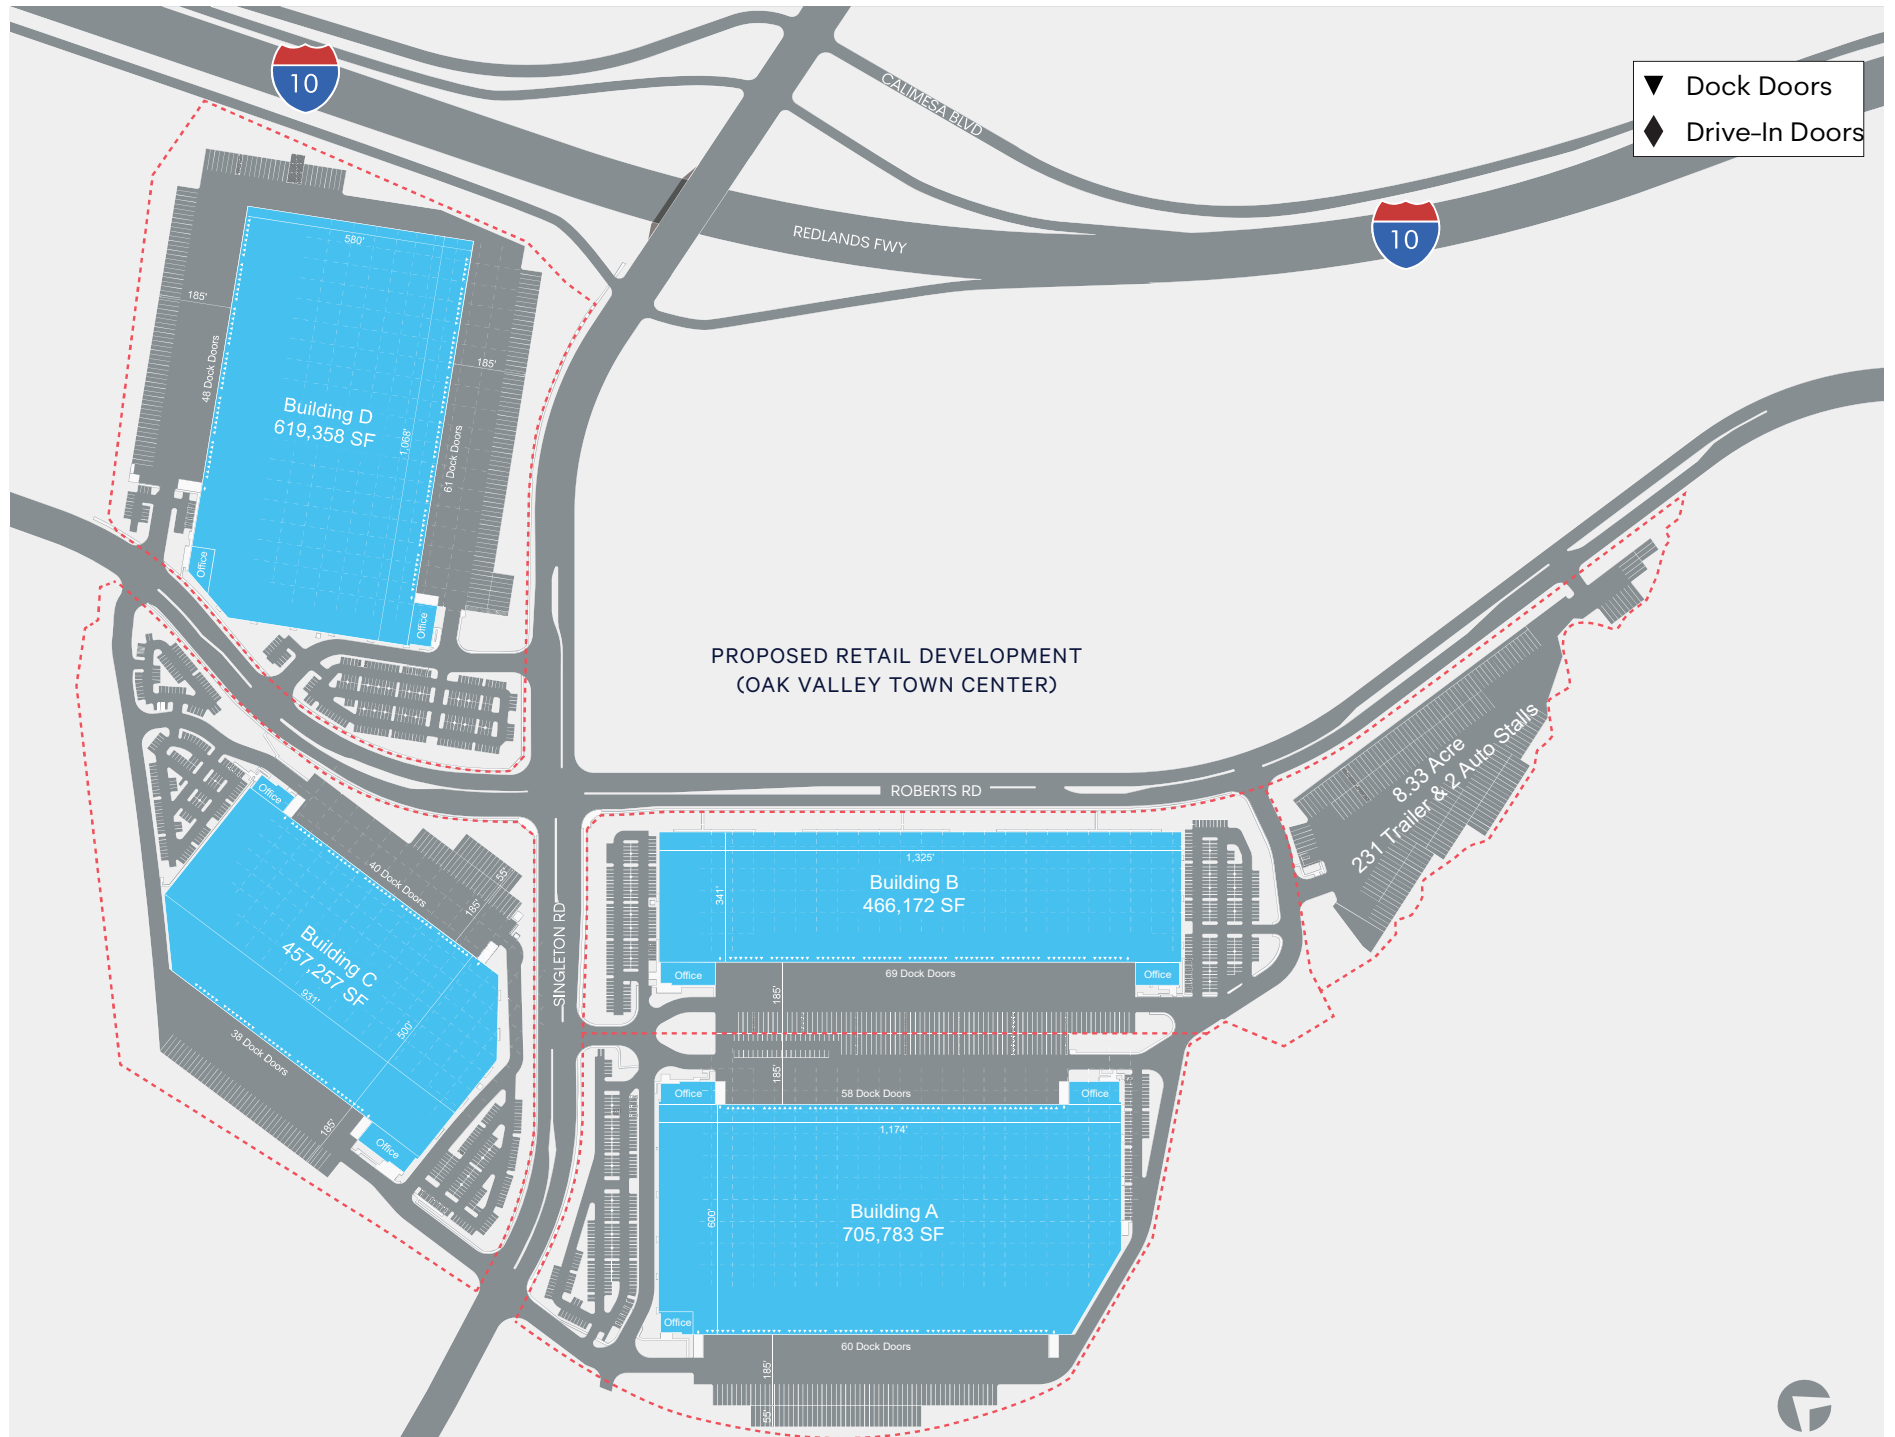 10
CALIMESA BLVD
Dock Doors
Drive-In Doors
REDLANDS FWY
10
580'
185'
185'
48 Dock Doors
Building D
619,358 SF
1,068'
61 Dock Doors
Office
Office
PROPOSED RETAIL DEVELOPMENT
(OAK VALLEY TOWN CENTER)
8.33 Acre
231 Trailer & 2 Auto Stalls
ROBERTS RD
Office
40 Dock Doors
55'
185'
Building C
457,257 SF
931'
500'
38 Dock Doors
185'
Office
SINGLETON RD
1,325'
341'
Building B
466,172 SF
Office
69 Dock Doors
Office
185'
185'
Office
58 Dock Doors
Office
1,174'
600'
Building A
705,783 SF
Office
60 Dock Doors
185'
55'